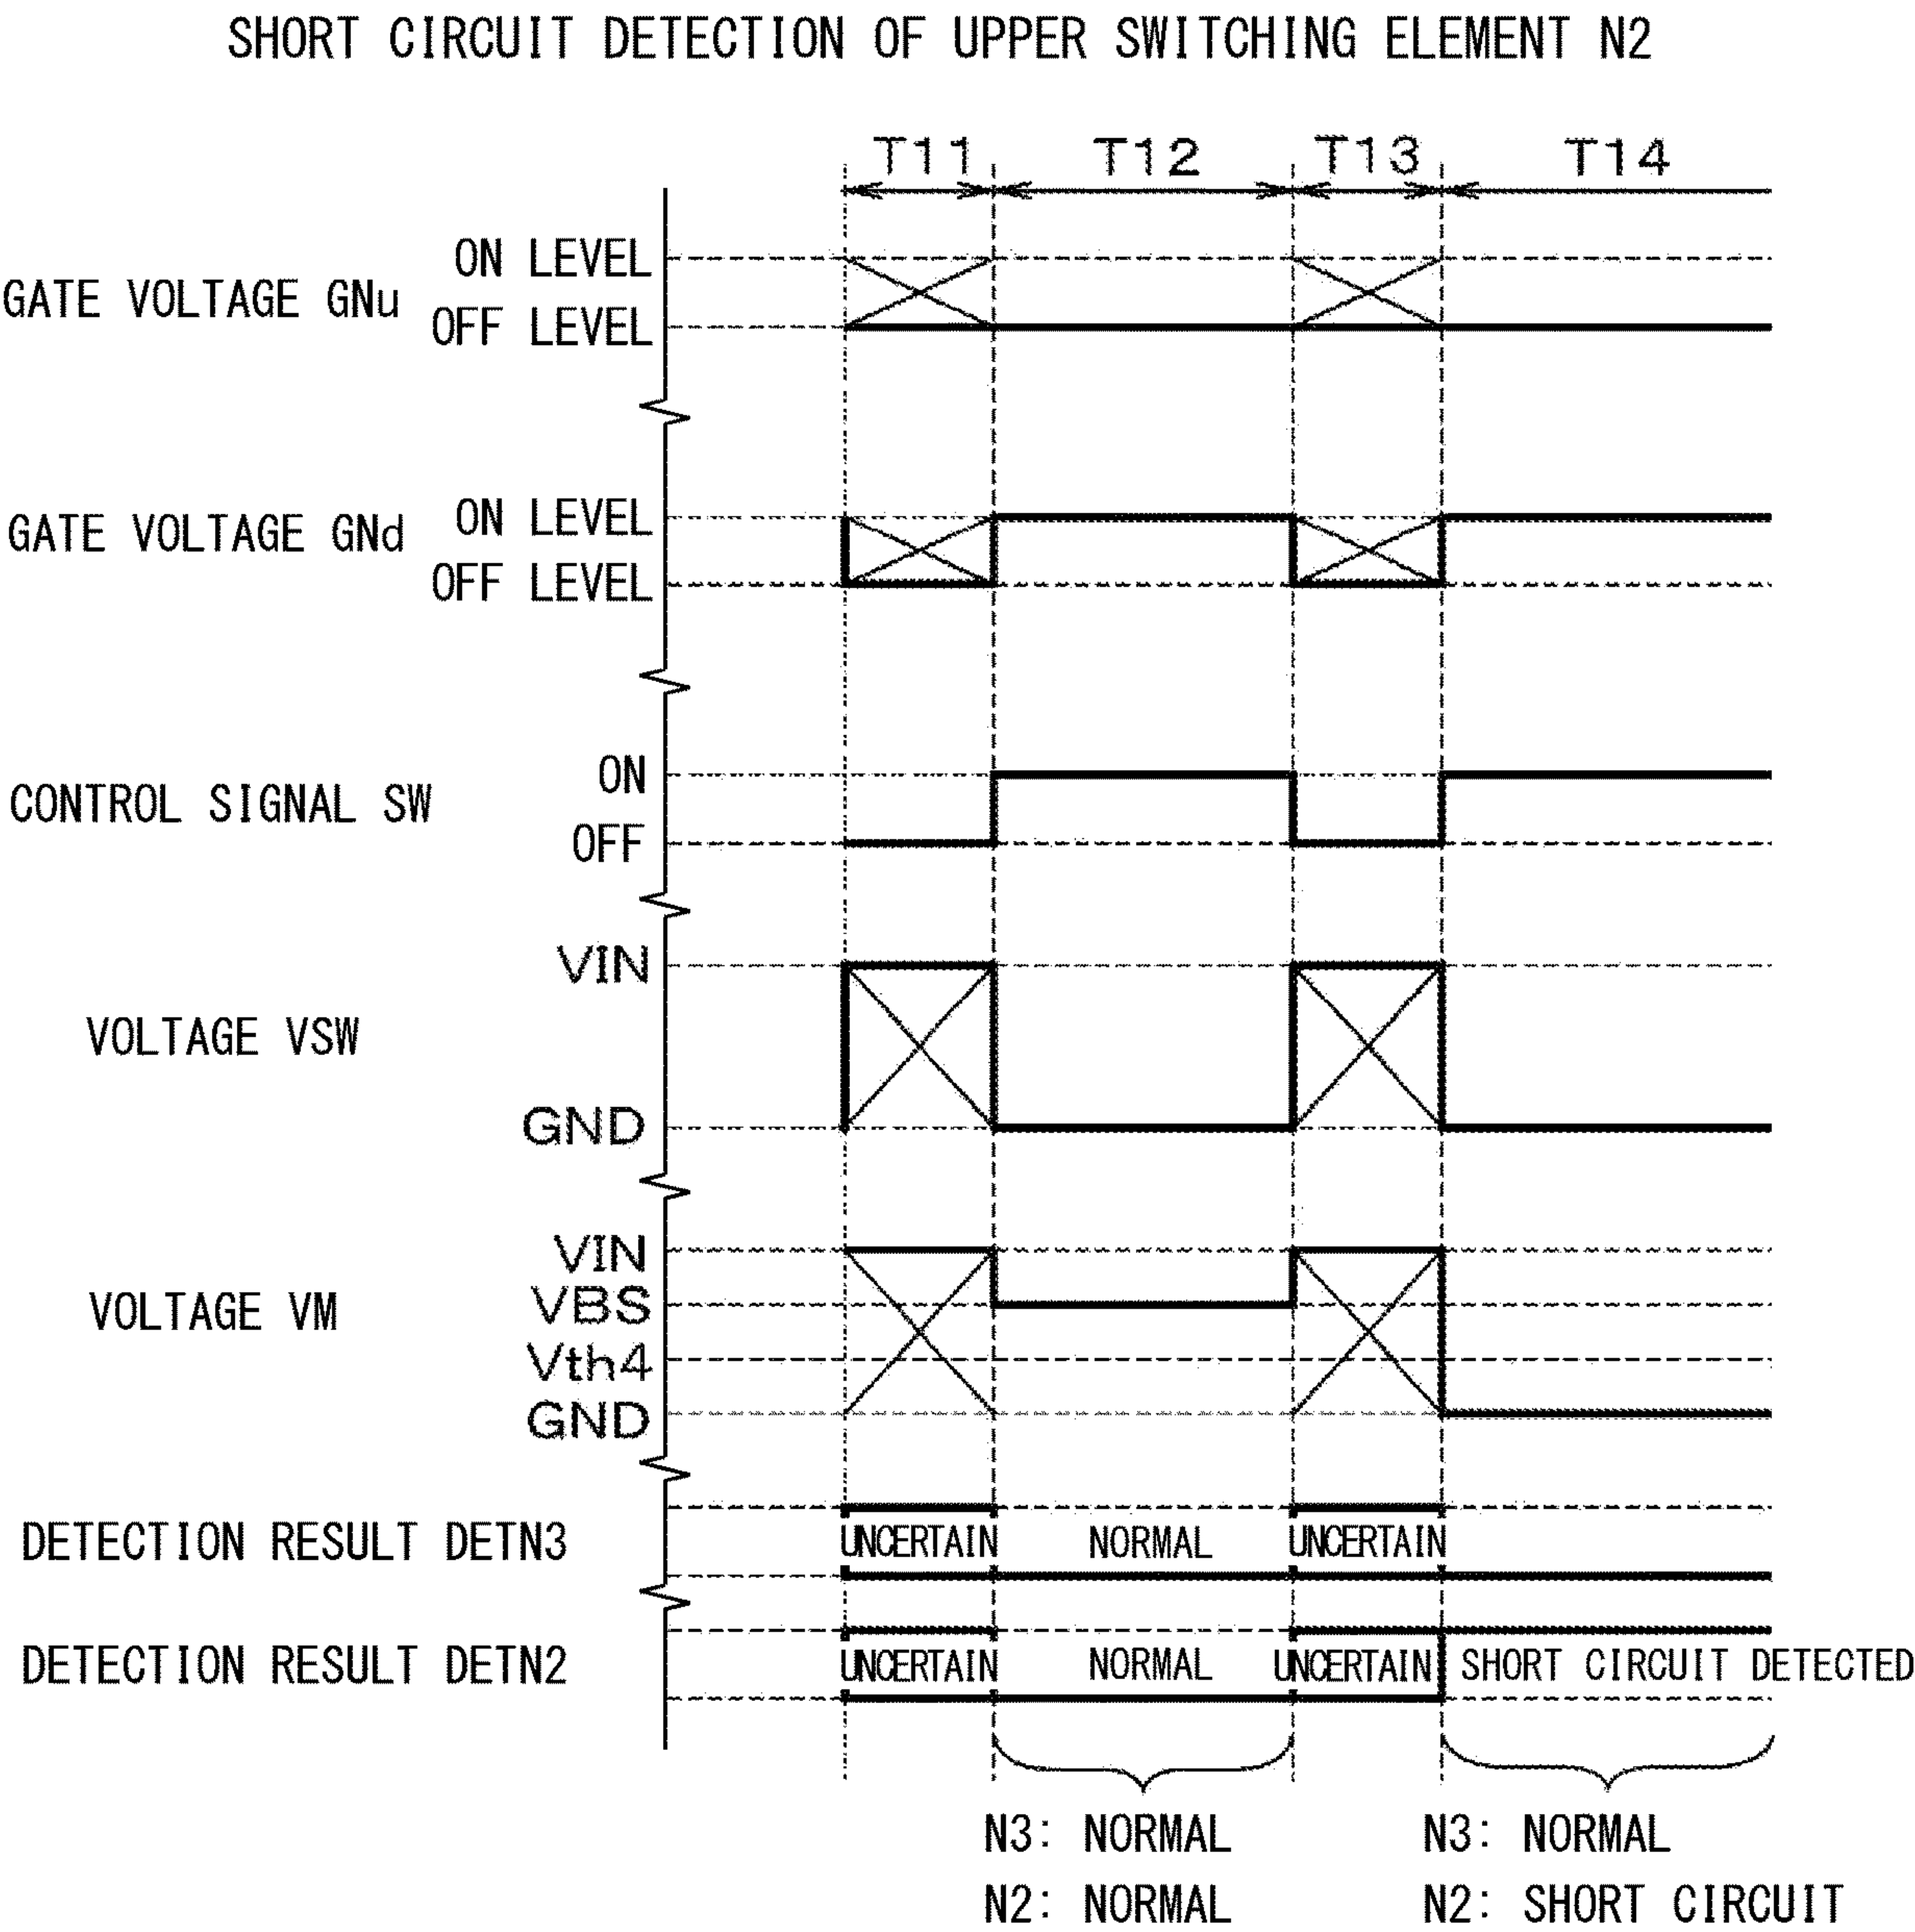 SHORT CIRCUIT DETECTION OF UPPER SWITCHING ELEMENT N2
T11 T12 T13 T14
GATE VOLTAGE GNu
ON LEVEL
OFF LEVEL
GATE VOLTAGE GNd
ON LEVEL
OFF LEVEL
CONTROL SIGNAL SW
ON
OFF
VOLTAGE VSW
VIN
GND
VOLTAGE VM
VIN
VBS
Vth4
GND
DETECTION RESULT DETN3
UNCERTAIN NORMAL UNCERTAIN
DETECTION RESULT DETN2
UNCERTAIN NORMAL UNCERTAIN SHORT CIRCUIT DETECTED
N3: NORMAL
N2: NORMAL
N3: NORMAL
N2: SHORT CIRCUIT